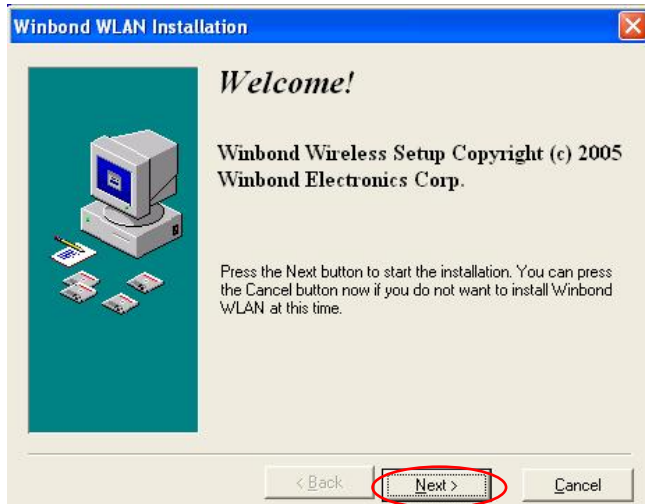 Winbond WLAN Installation
Welcome!
Winbond Wireless Setup Copyright (c) 2005
Winbond Electronics Corp.
Press the Next button to start the installation. You can press
the Cancel button now if you do not want to install Winbond
WLAN at this time.
< Back Next > Cancel